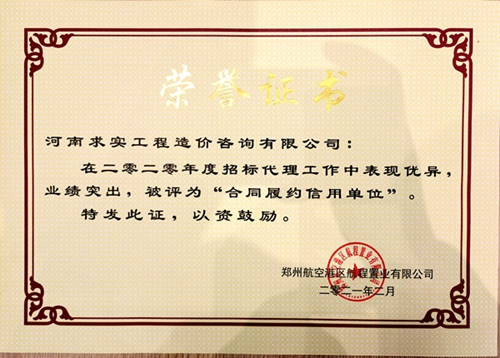 荣誉证书
河南求实工程造价咨询有限公司：
在二零二零年度招标代理工作中表现优异，
业绩突出，被评为“合同履约信用单位”。
特发此证，以资鼓励。
郑州航空港区航程置业有限公司
二零二一年二月